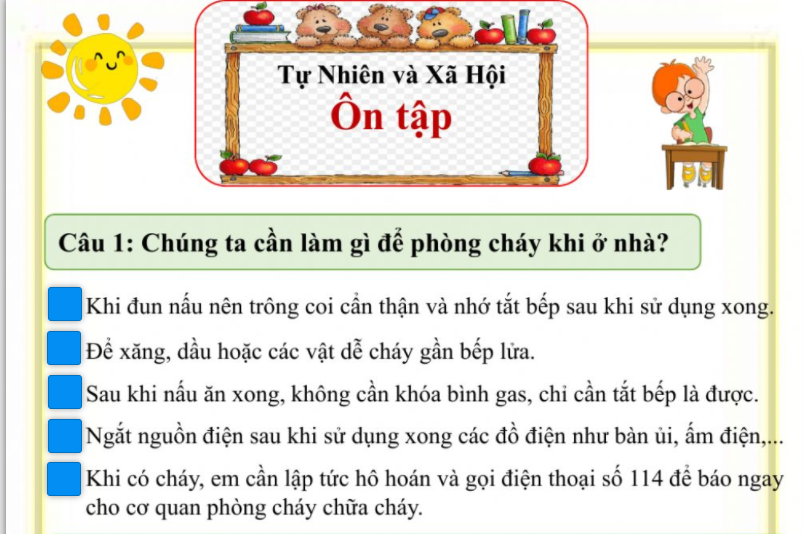 Tự Nhiên và Xã Hội
Ôn tập
Câu 1: Chúng ta cần làm gì để phòng cháy khi ở nhà?
Khi đun nấu nên trông coi cẩn thận và nhớ tắt bếp sau khi sử dụng xong.
Để xăng, dầu hoặc các vật dễ cháy gần bếp lửa.
Sau khi nấu ăn xong, không cần khóa bình gas, chỉ cần tắt bếp là được.
Ngắt nguồn điện sau khi sử dụng xong các đồ điện như bàn ủi, ấm điện,...
Khi có cháy, em cần lập tức hô hoán và gọi điện thoại số 114 để báo ngay
cho cơ quan phòng cháy chữa cháy.